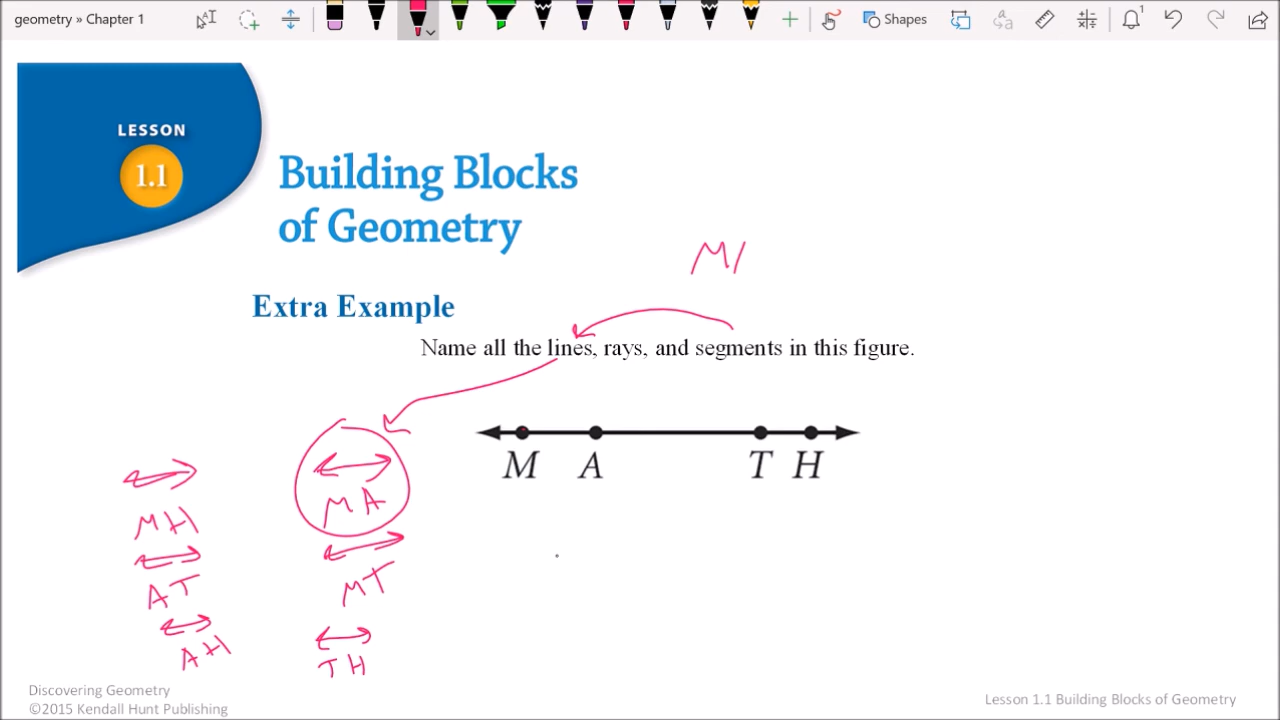 geometry » Chapter 1
Shapes
1
LESSON
1.1
Building Blocks
of Geometry
Extra Example
Name all the lines, rays, and segments in this figure.
M A T H
MA
MH
MT
AT
AH
TH
Discovering Geometry
©2015 Kendall Hunt Publishing
Lesson 1.1 Building Blocks of Geometry